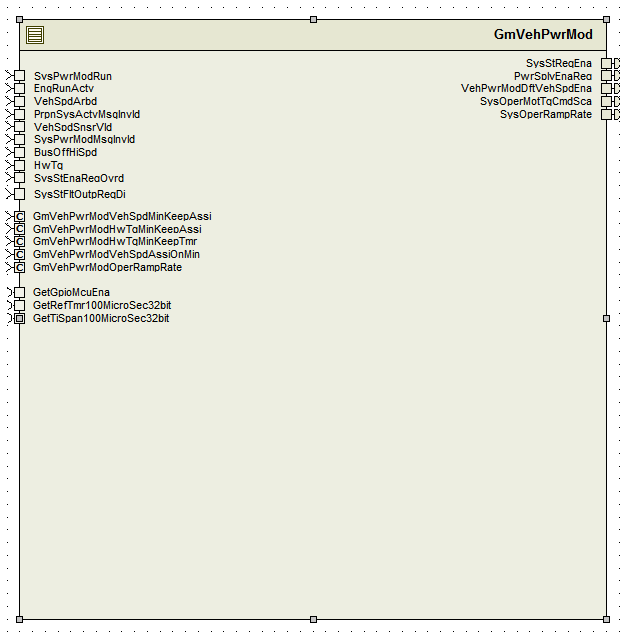 GmVehPwrMod
SysPwrModRun
EngRunActv
VehSpdArbd
PrpnSysActvMsgInvld
VehSpdSnsrVld
SysPwrModMsgInvld
BusOffHiSpd
HwTq
SysStEnaReqOvrd
SysStFltOutpReqDi
C GmVehPwrModVehSpdMinKeepAssi
C GmVehPwrModHwTqMinKeepAssi
C GmVehPwrModHwTqMinKeepTmr
C GmVehPwrModVehSpdAssiOnMin
C GmVehPwrModOperRampRate
GetGpioMcuEna
GetRefTmr100MicroSec32bit
GetTiSpan100MicroSec32bit
SysStReqEna
PwrSplyEnaReq
VehPwrModDftVehSpdEna
SysOperMotTqCmdSca
SysOperRampRate